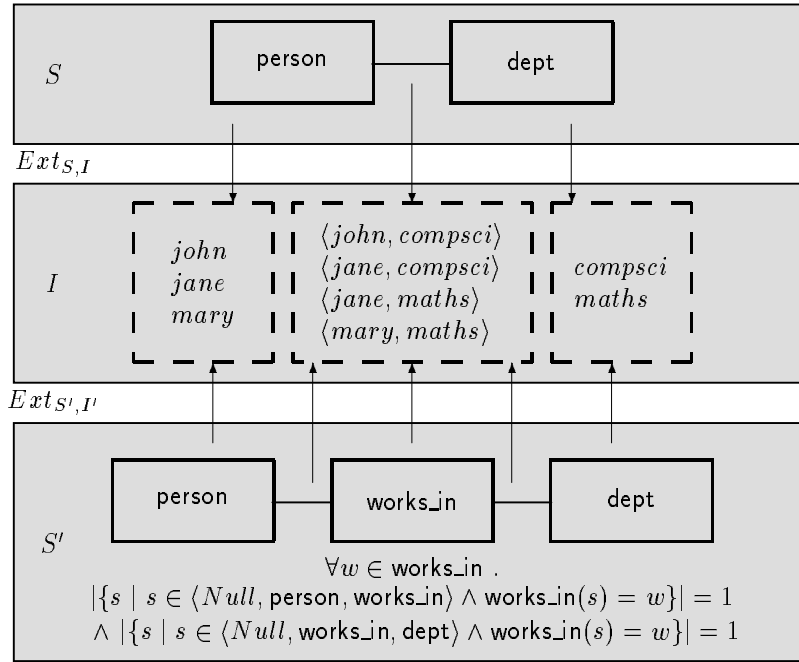 person
dept
S
Ext_{S,I}
⟨john, compsci⟩
john
⟨jane, compsci⟩
compsci
I
jane
⟨jane, maths⟩
maths
mary
⟨mary, maths⟩
Ext_{S′,I′}
person
works_in
dept
S′
∀w ∈ works_in .
|{s | s ∈ ⟨Null, person, works_in⟩ ∧ works_in(s) = w}| = 1
∧ |{s | s ∈ ⟨Null, works_in, dept⟩ ∧ works_in(s) = w}| = 1